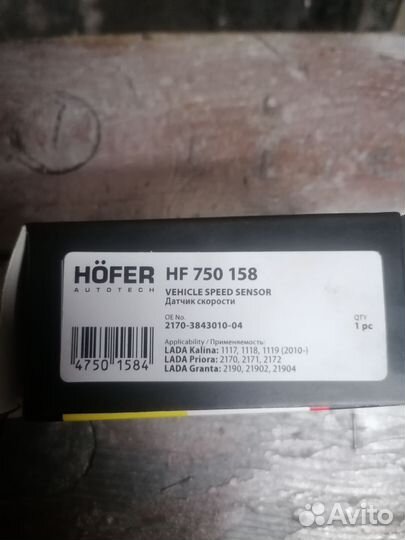 HÖFER
AUTOTECH
HF 750 158
VEHICLE SPEED SENSOR
Датчик скорости
OE No.
2170-3843010-04
QTY
1 pc
Applicability / Применяемость:
LADA Kalina: 1117, 1118, 1119 (2010-)
LADA Priora: 2170, 2171, 2172
LADA Granta: 2190, 21902, 21904
4750 1584
Avito